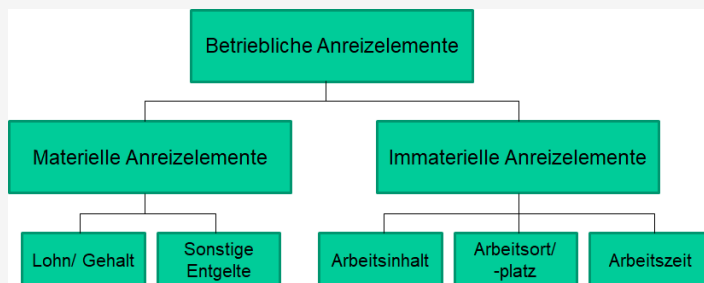 Betriebliche Anreizelemente
Materielle Anreizelemente
Immaterielle Anreizelemente
Lohn/ Gehalt
Sonstige
Entgelte
Arbeitsinhalt
Arbeitsort/
-platz
Arbeitszeit